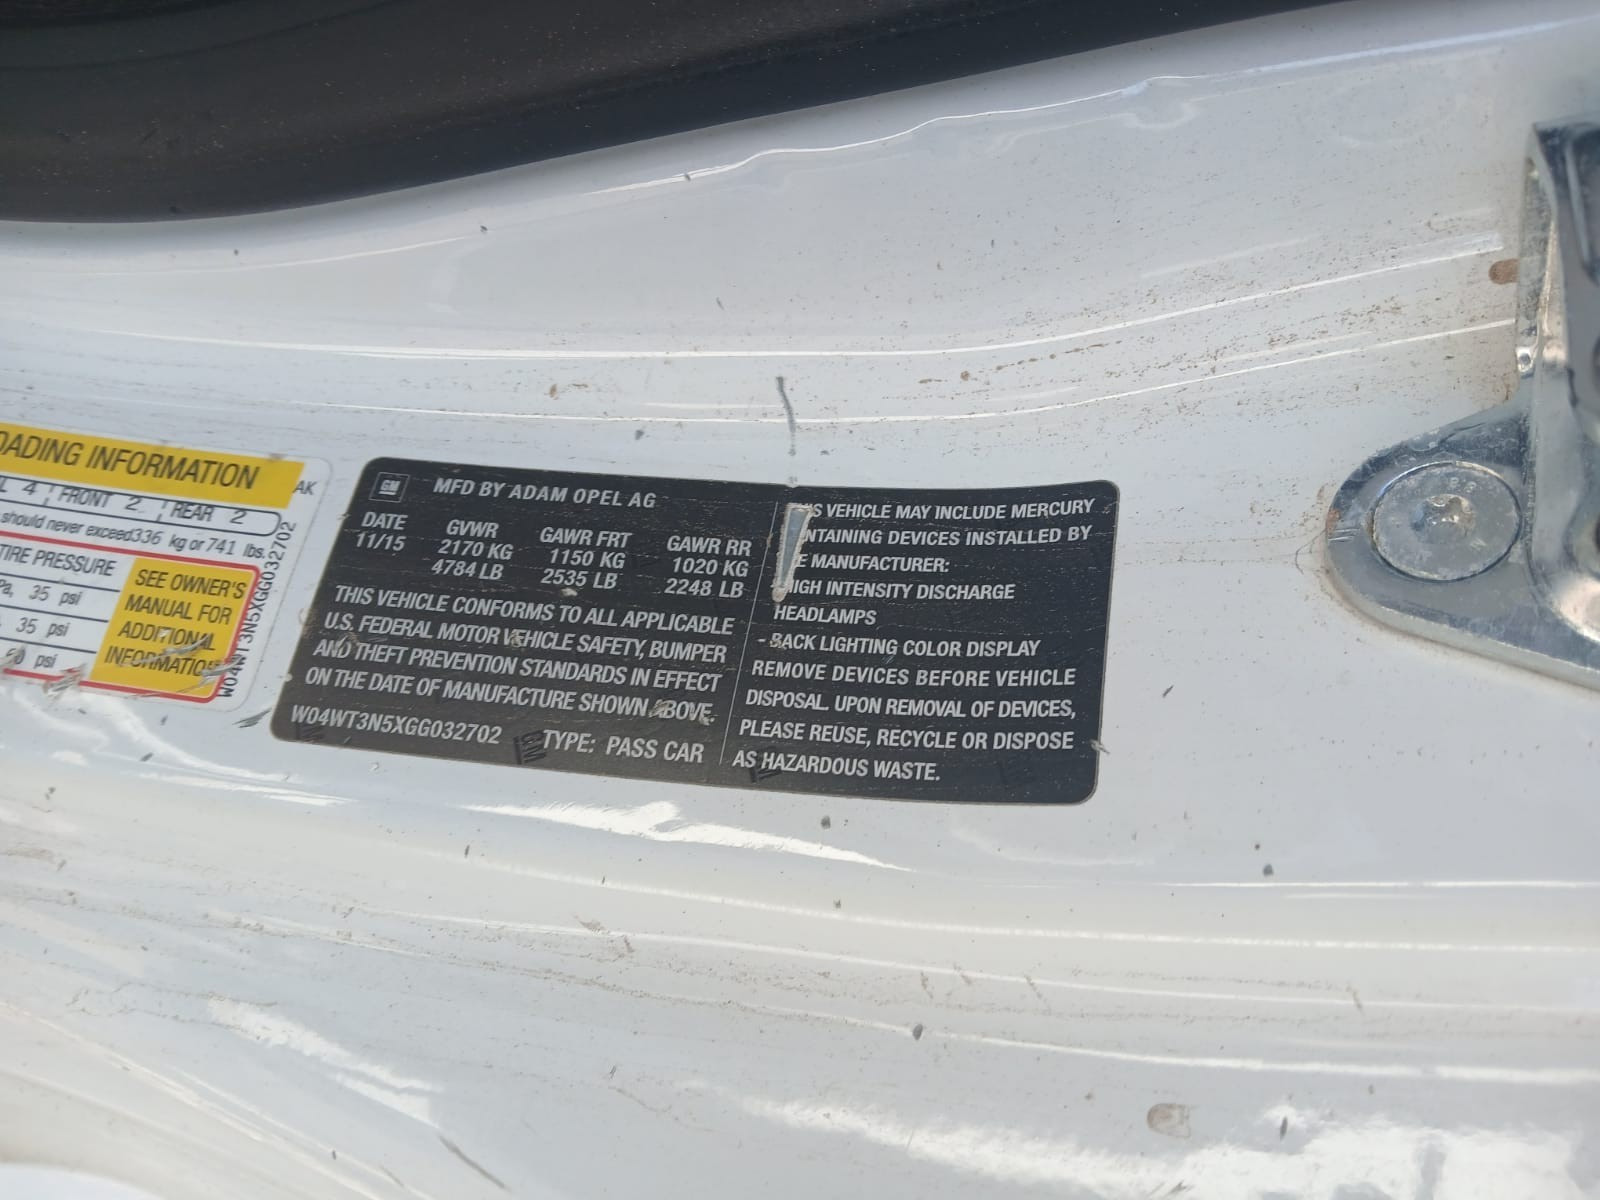 OADING INFORMATION
4 FRONT 2 REAR 2
should never exceed 336 kg or 741 lbs.
TIRE PRESSURE
35 psi
35 psi
psi
SEE OWNER'S
MANUAL FOR
ADDITIONAL
INFORMATION
AK
W04WT3N5XGG032702
GM
MFD BY ADAM OPEL AG
DATE GVWR GAWR FRT GAWR RR
11/15 2170 KG 1150 KG 1020 KG
4784 LB 2535 LB 2248 LB
THIS VEHICLE CONFORMS TO ALL APPLICABLE
U.S. FEDERAL MOTOR VEHICLE SAFETY, BUMPER
AND THEFT PREVENTION STANDARDS IN EFFECT
ON THE DATE OF MANUFACTURE SHOWN ABOVE.
W04WT3N5XGG032702 TYPE: PASS CAR
VEHICLE MAY INCLUDE MERCURY
NTAINING DEVICES INSTALLED BY
E MANUFACTURER:
HIGH INTENSITY DISCHARGE
HEADLAMPS
- BACK LIGHTING COLOR DISPLAY
REMOVE DEVICES BEFORE VEHICLE
DISPOSAL. UPON REMOVAL OF DEVICES,
PLEASE REUSE, RECYCLE OR DISPOSE
AS HAZARDOUS WASTE.